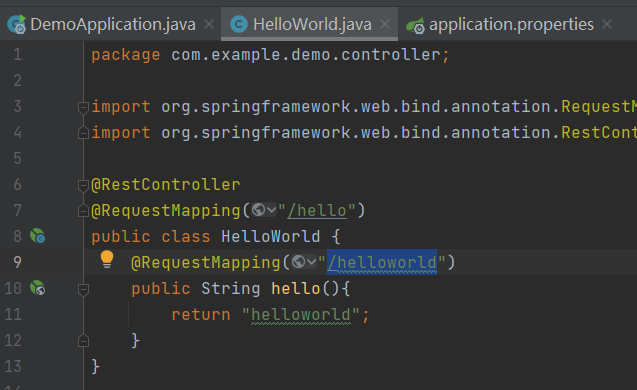 DemoApplication.java HelloWorld.java application.properties
1 package com.example.demo.controller;
2
3 import org.springframework.web.bind.annotation.RequestM
4 import org.springframework.web.bind.annotation.RestCont
5
6 @RestController
7 @RequestMapping("/hello")
8 public class HelloWorld {
9 @RequestMapping("/helloworld")
10 public String hello(){
11 return "helloworld";
12 }
13 }